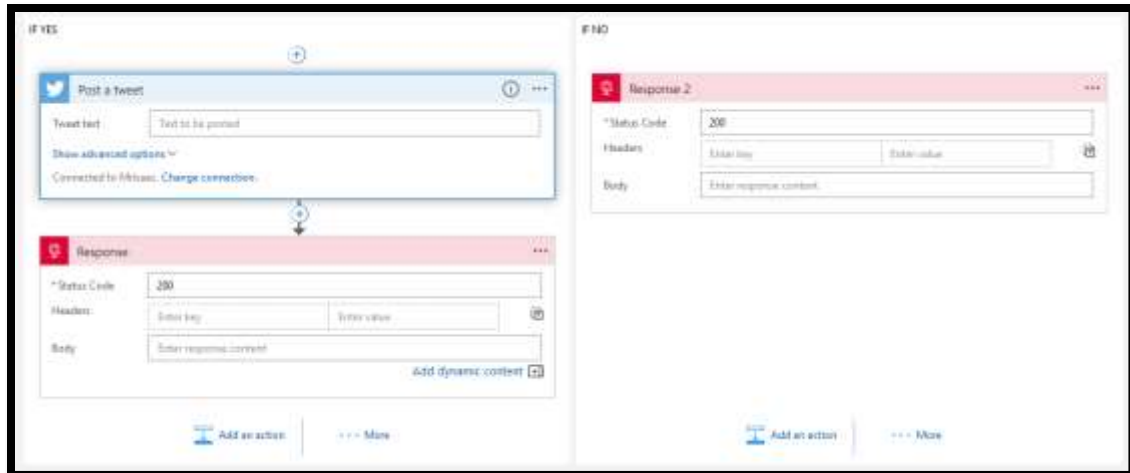 IF YES
Post a tweet
Tweet text Text to be posted
Show advanced options
Connected to Change connection.
Response
*Status Code 200
Headers Enter key Enter value
Body Enter response content
Add dynamic content
Add an action More
IF NO
Response 2
*Status Code 200
Headers Enter key Enter value
Body Enter response content
Add an action More